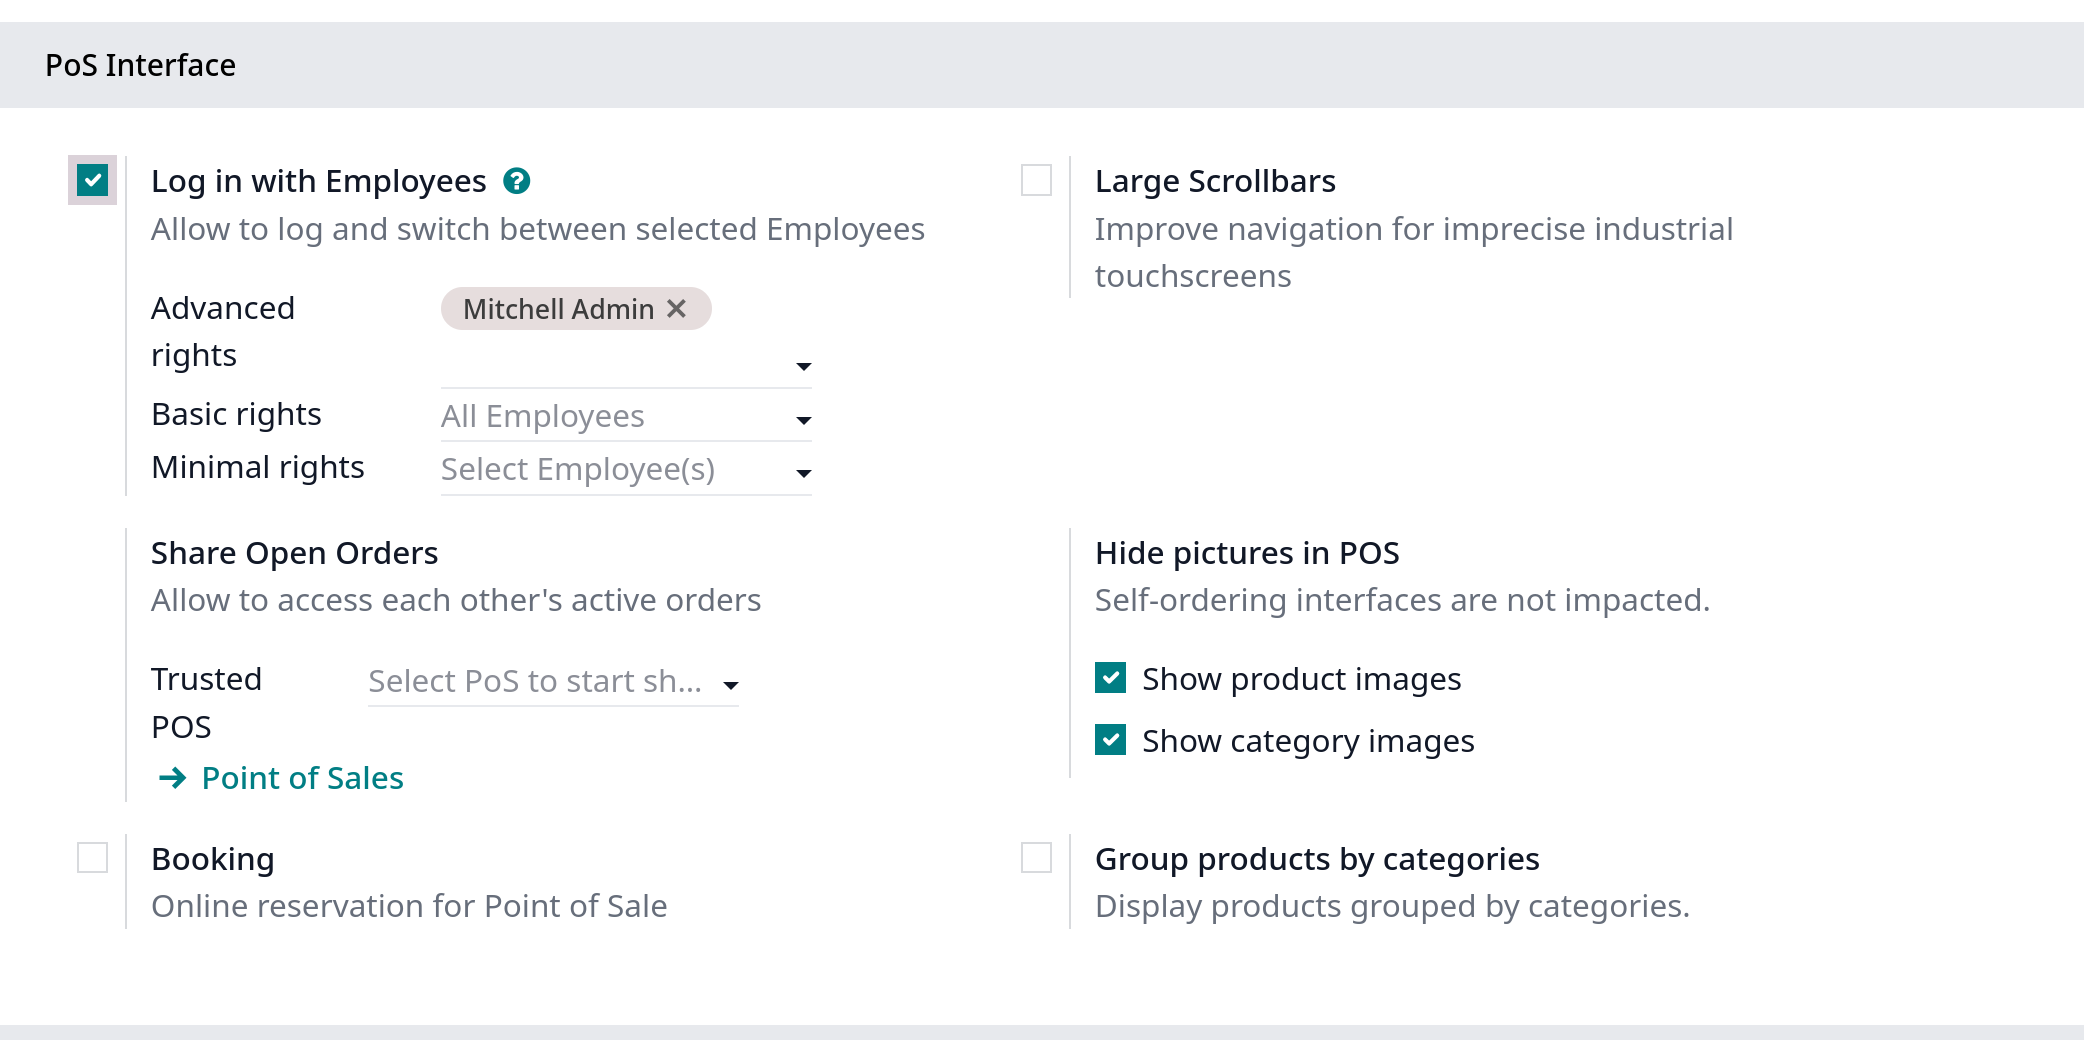 PoS Interface
Log in with Employees
Allow to log and switch between selected Employees
Advanced
rights
Mitchell Admin
Basic rights
All Employees
Minimal rights
Select Employee(s)
Large Scrollbars
Improve navigation for imprecise industrial
touchscreens
Share Open Orders
Allow to access each other's active orders
Trusted
POS
Select PoS to start sh...
Point of Sales
Hide pictures in POS
Self-ordering interfaces are not impacted.
Show product images
Show category images
Booking
Online reservation for Point of Sale
Group products by categories
Display products grouped by categories.